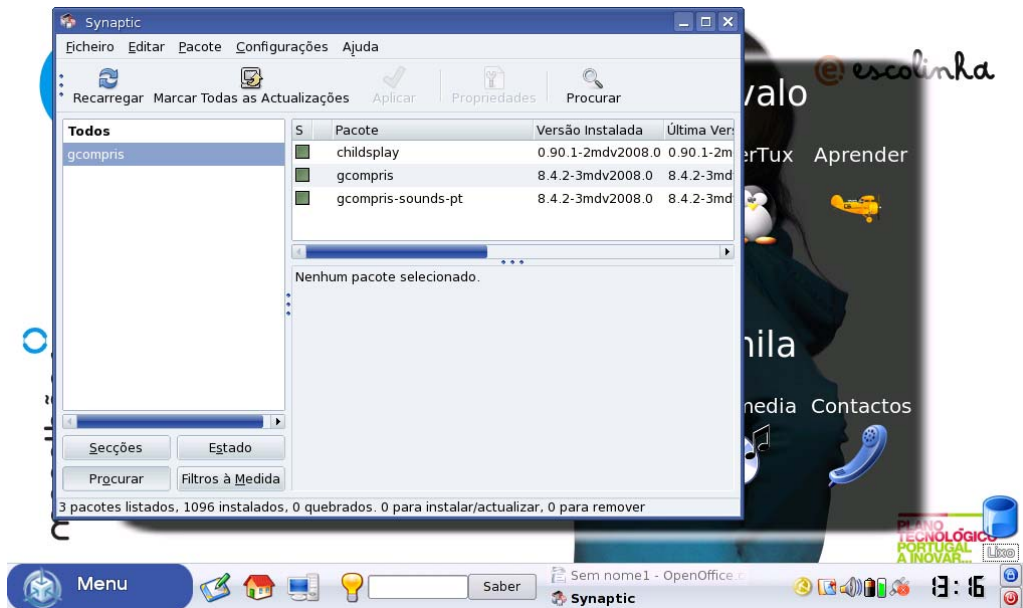 Synaptic
Ficheiro Editar Pacote Configurações Ajuda
Recarregar Marcar Todas as Actualizações Aplicar Propriedades Procurar
Todos
gcompris
S Pacote Versão Instalada Última Ver
childsplay 0.90.1-2mdv2008.0 0.90.1-2m
gcompris 8.4.2-3mdv2008.0 8.4.2-3md
gcompris-sounds-pt 8.4.2-3mdv2008.0 8.4.2-3md
Nenhum pacote selecionado.
Secções Estado
Procurar Filtros à Medida
3 pacotes listados, 1096 instalados, 0 quebrados. 0 para instalar/actualizar, 0 para remover
e escolinha
valo
erTux Aprender
hila
media Contactos
PLANO
TECNOLÓGICO
PORTUGAL
A INOVAR
Lixo
Menu
Saber
Sem nome1 - OpenOffice.o
Synaptic
13:16